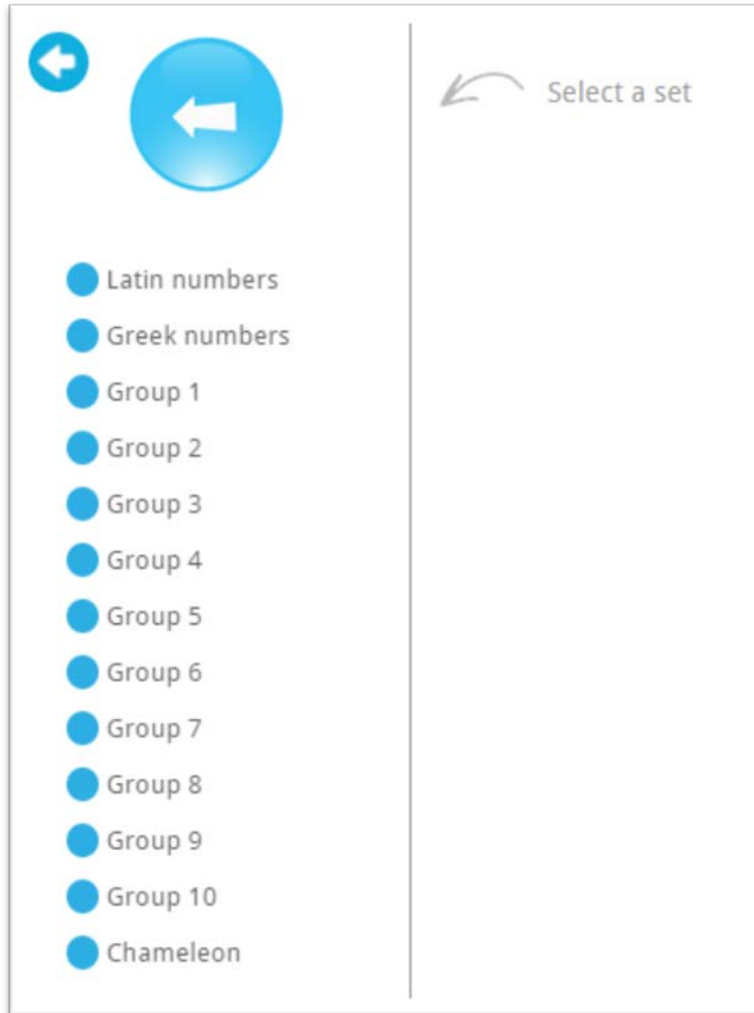 Select a set
Latin numbers
Greek numbers
Group 1
Group 2
Group 3
Group 4
Group 5
Group 6
Group 7
Group 8
Group 9
Group 10
Chameleon